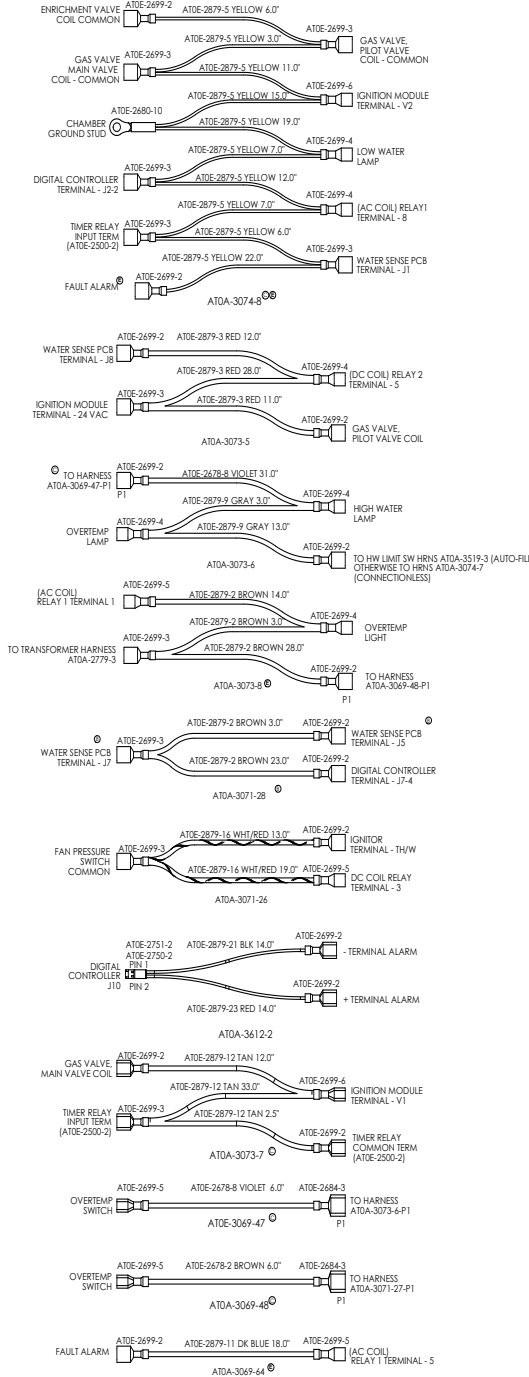 ENRICHMENT VALVE
COIL COMMON
AT0E-2699-2
AT0E-2879-5 YELLOW 6.0"
AT0E-2699-3
GAS VALVE,
PILOT VALVE
COIL - COMMON
AT0E-2879-5 YELLOW 3.0"
GAS VALVE
MAIN VALVE
COIL - COMMON
AT0E-2699-3
AT0E-2879-5 YELLOW 11.0"
AT0E-2699-6
IGNITION MODULE
TERMINAL - V2
AT0E-2879-5 YELLOW 15.0"
AT0E-2680-10
CHAMBER
GROUND STUD
AT0E-2879-5 YELLOW 19.0"
AT0E-2699-4
LOW WATER
LAMP
AT0E-2879-5 YELLOW 7.0"
AT0E-2699-3
DIGITAL CONTROLLER
TERMINAL - J2-2
AT0E-2879-5 YELLOW 12.0"
AT0E-2699-4
(AC COIL) RELAY1
TERMINAL - 8
AT0E-2879-5 YELLOW 7.0"
TIMER RELAY
INPUT TERM
(AT0E-2500-2)
AT0E-2699-3
AT0E-2879-5 YELLOW 6.0"
AT0E-2699-3
WATER SENSE PCB
TERMINAL - J1
AT0E-2879-5 YELLOW 22.0"
AT0E-2699-2
FAULT ALARM E
AT0A-3074-8 C E
AT0E-2699-2
AT0E-2879-3 RED 12.0"
WATER SENSE PCB
TERMINAL - J8
AT0E-2699-4
(DC COIL) RELAY 2
TERMINAL - 5
AT0E-2879-3 RED 28.0"
AT0E-2699-3
IGNITION MODULE
TERMINAL - 24 VAC
AT0E-2879-3 RED 11.0"
AT0E-2699-2
GAS VALVE,
PILOT VALVE COIL
AT0A-3073-5
AT0E-2699-2
C TO HARNESS
AT0A-3069-47-P1
P1
AT0E-2678-8 VIOLET 31.0"
AT0E-2699-4
HIGH WATER
LAMP
AT0E-2879-9 GRAY 3.0"
AT0E-2699-4
OVERTEMP
LAMP
AT0E-2879-9 GRAY 13.0"
AT0E-2699-2
TO HW LIMIT SW HRNS AT0A-3519-3 (AUTO-FIL
OTHERWISE TO HRNS AT0A-3074-7
(CONNECTIONLESS)
AT0A-3073-6
(AC COIL)
RELAY 1 TERMINAL 1
AT0E-2699-5
AT0E-2879-2 BROWN 14.0"
AT0E-2699-4
OVERTEMP
LIGHT
AT0E-2879-2 BROWN 3.0"
TO TRANSFORMER HARNESS
AT0A-2779-3
AT0E-2699-3
AT0E-2879-2 BROWN 28.0"
AT0E-2699-2
TO HARNESS
AT0A-3069-48-P1
P1
AT0A-3073-8 E
AT0E-2699-3
WATER SENSE PCB
TERMINAL - J7
AT0E-2879-2 BROWN 3.0"
AT0E-2699-2
WATER SENSE PCB
TERMINAL - J5
AT0E-2879-2 BROWN 23.0"
AT0E-2699-2
DIGITAL CONTROLLER
TERMINAL - J7-4
AT0A-3071-28
FAN PRESSURE
SWITCH
COMMON
AT0E-2699-3
AT0E-2879-16 WHT/RED 13.0"
AT0E-2699-2
IGNITOR
TERMINAL - TH/W
AT0E-2879-16 WHT/RED 19.0"
AT0E-2699-5
DC COIL RELAY
TERMINAL - 3
AT0A-3071-26
AT0E-2751-2
AT0E-2750-2
PIN 1
DIGITAL
CONTROLLER
J10
PIN 2
AT0E-2879-21 BLK 14.0"
AT0E-2699-2
- TERMINAL ALARM
AT0E-2879-23 RED 14.0"
AT0E-2699-2
+ TERMINAL ALARM
AT0A-3612-2
GAS VALVE,
MAIN VALVE COIL
AT0E-2699-2
AT0E-2879-12 TAN 12.0"
AT0E-2699-6
IGNITION MODULE
TERMINAL - V1
AT0E-2879-12 TAN 33.0"
TIMER RELAY
INPUT TERM
(AT0E-2500-2)
AT0E-2699-3
AT0E-2879-12 TAN 2.5"
AT0E-2699-2
TIMER RELAY
COMMON TERM
(AT0E-2500-2)
AT0A-3073-7 C
AT0E-2699-5
AT0E-2678-8 VIOLET 6.0"
AT0E-2684-3
OVERTEMP
SWITCH
TO HARNESS
AT0A-3073-6-P1
P1
AT0E-3069-47 C
AT0E-2699-5
AT0E-2678-2 BROWN 6.0"
AT0E-2684-3
OVERTEMP
SWITCH
TO HARNESS
AT0A-3071-27-P1
P1
AT0A-3069-48 C
AT0E-2699-2
AT0E-2879-11 DK BLUE 18.0"
AT0E-2699-5
FAULT ALARM
(AC COIL)
RELAY 1 TERMINAL - 5
AT0A-3069-64 E